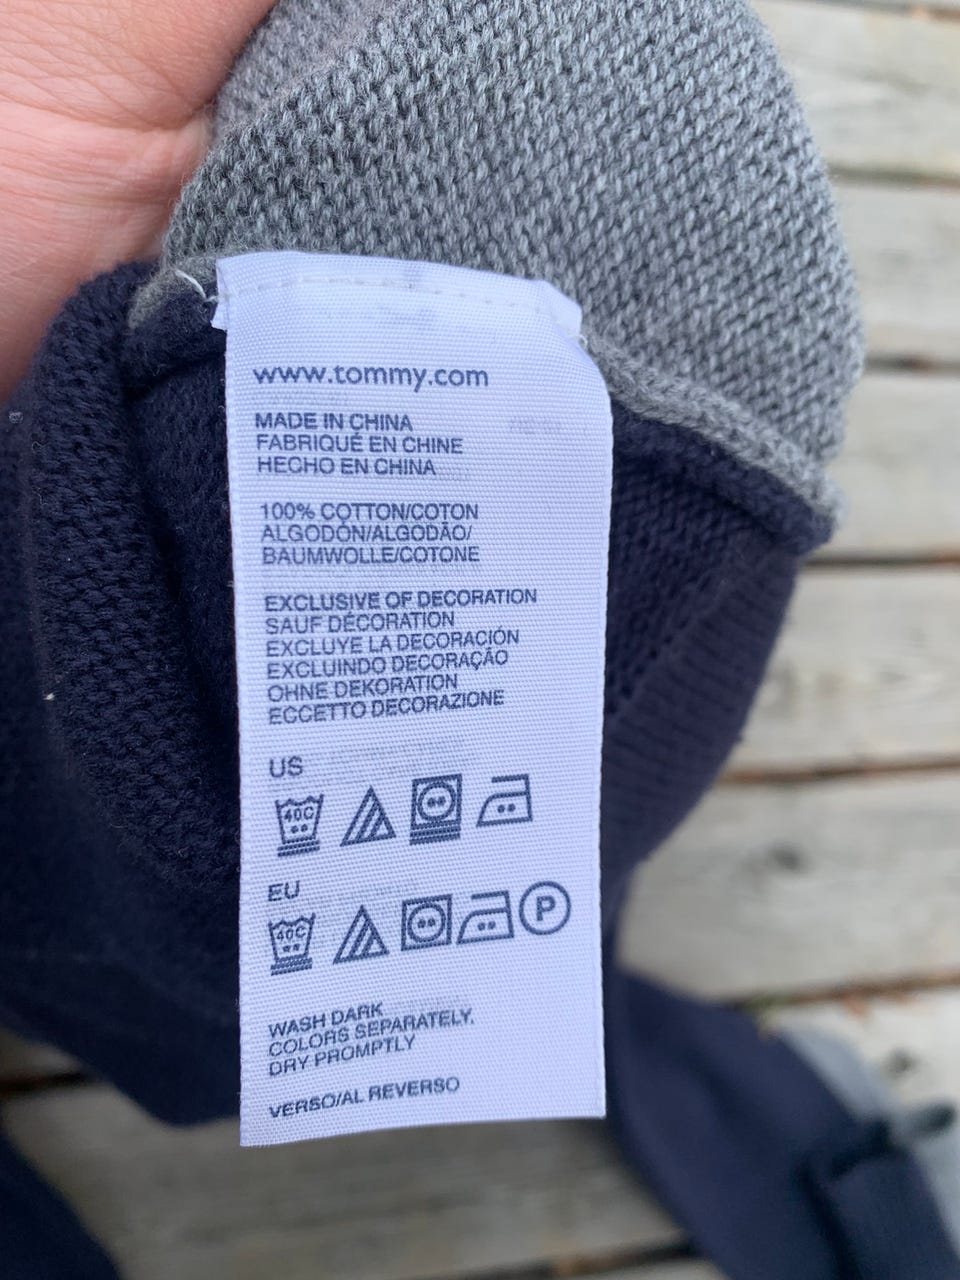 www.tommy.com
MADE IN CHINA
FABRIQUÉ EN CHINE
HECHO EN CHINA
100% COTTON/COTON
ALGODÓN/ALGODÃO/
BAUMWOLLE/COTONE
EXCLUSIVE OF DECORATION
SAUF DÉCORATION
EXCLUYE LA DECORACIÓN
EXCLUINDO DECORAÇÃO
OHNE DEKORATION
ECCETTO DECORAZIONE
US
40C
EU
40C P
WASH DARK
COLORS SEPARATELY.
DRY PROMPTLY
VERSO/AL REVERSO